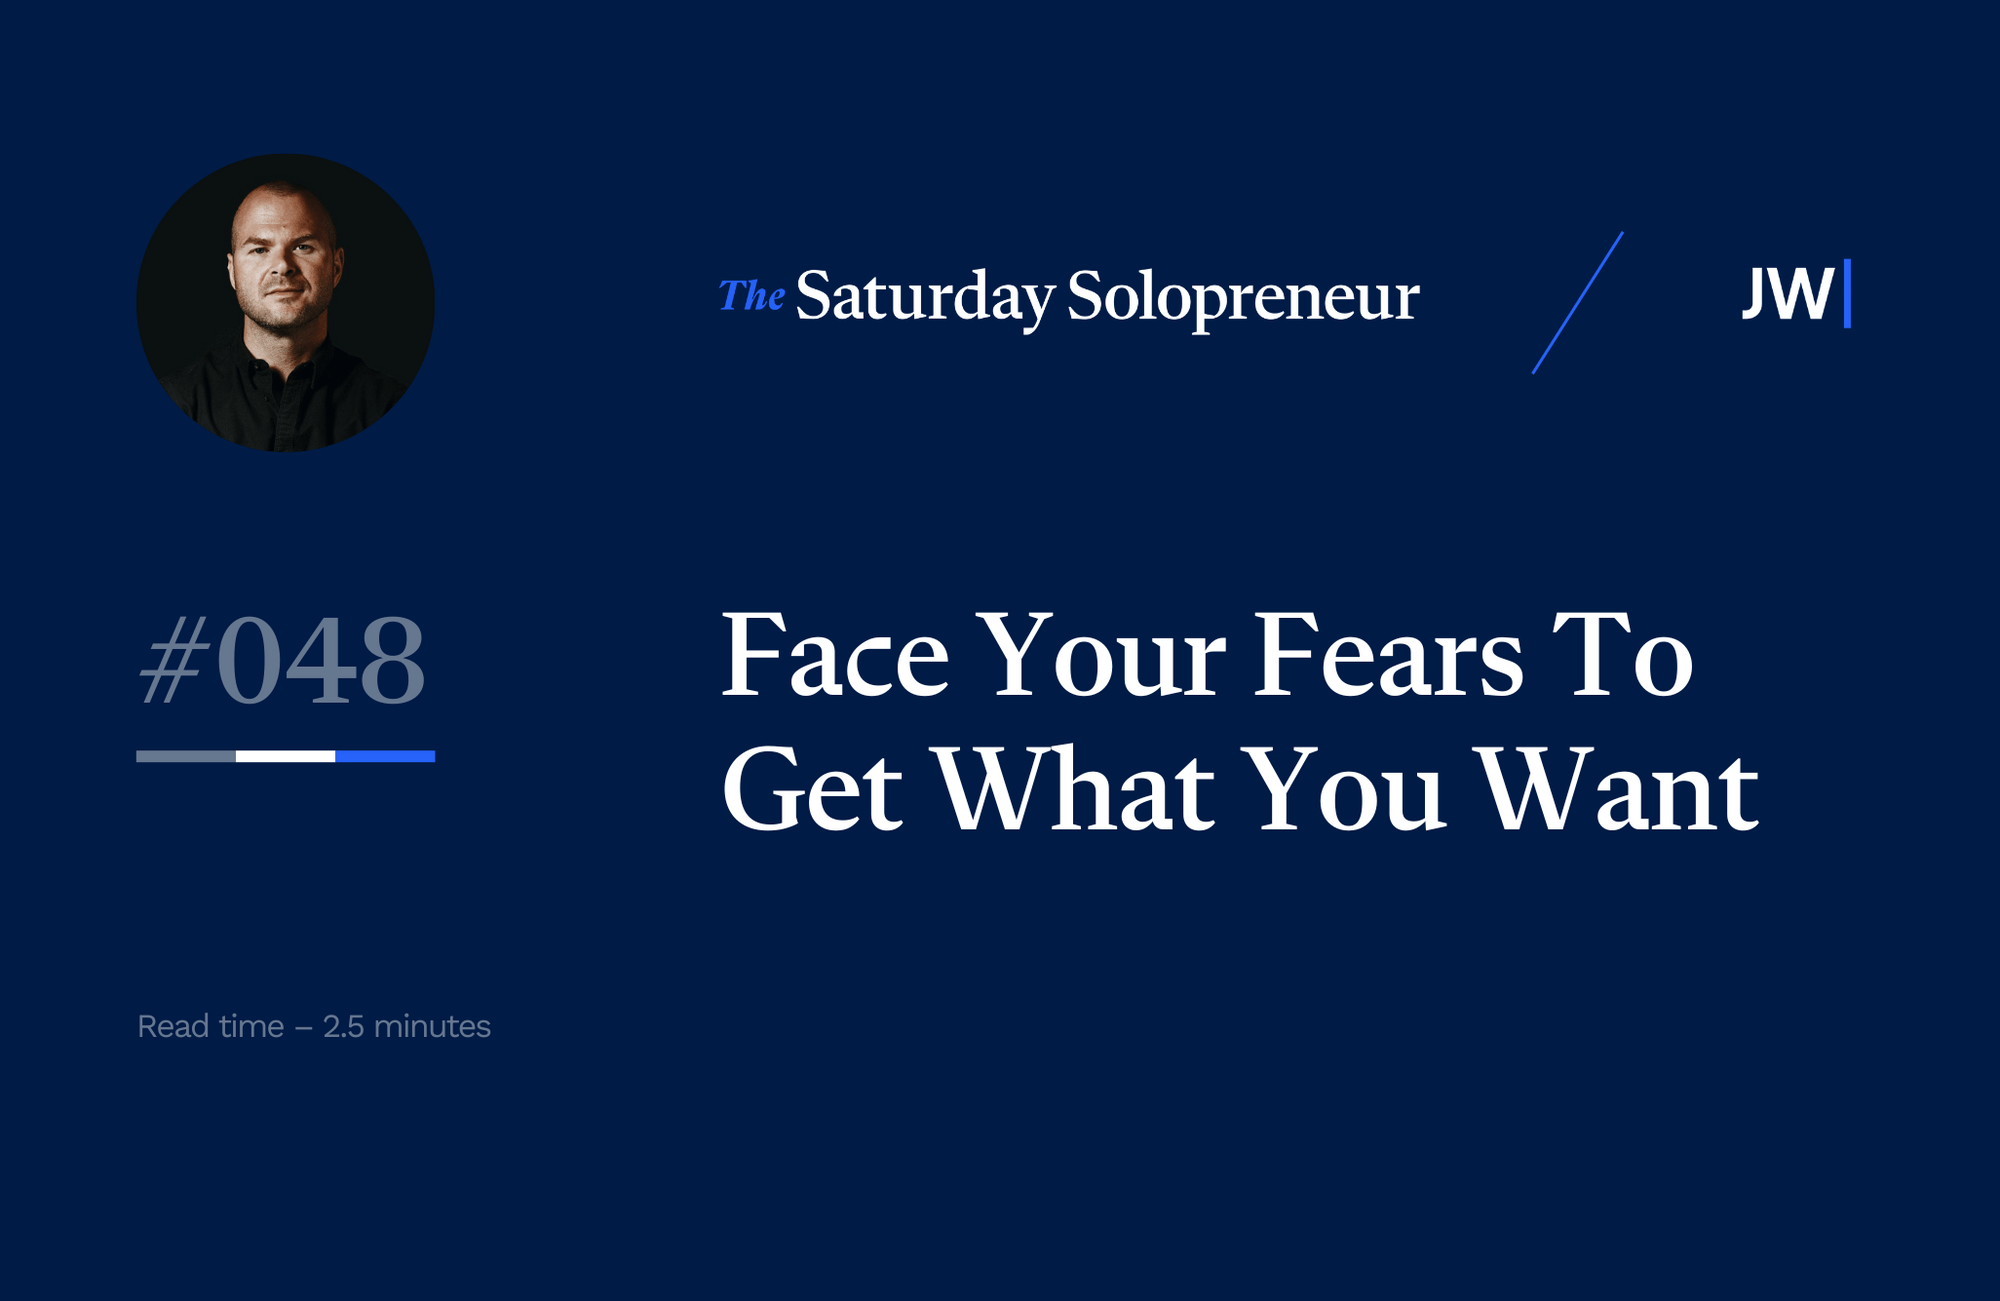 The Saturday Solopreneur
JW
#048
Face Your Fears To
Get What You Want
Read time – 2.5 minutes